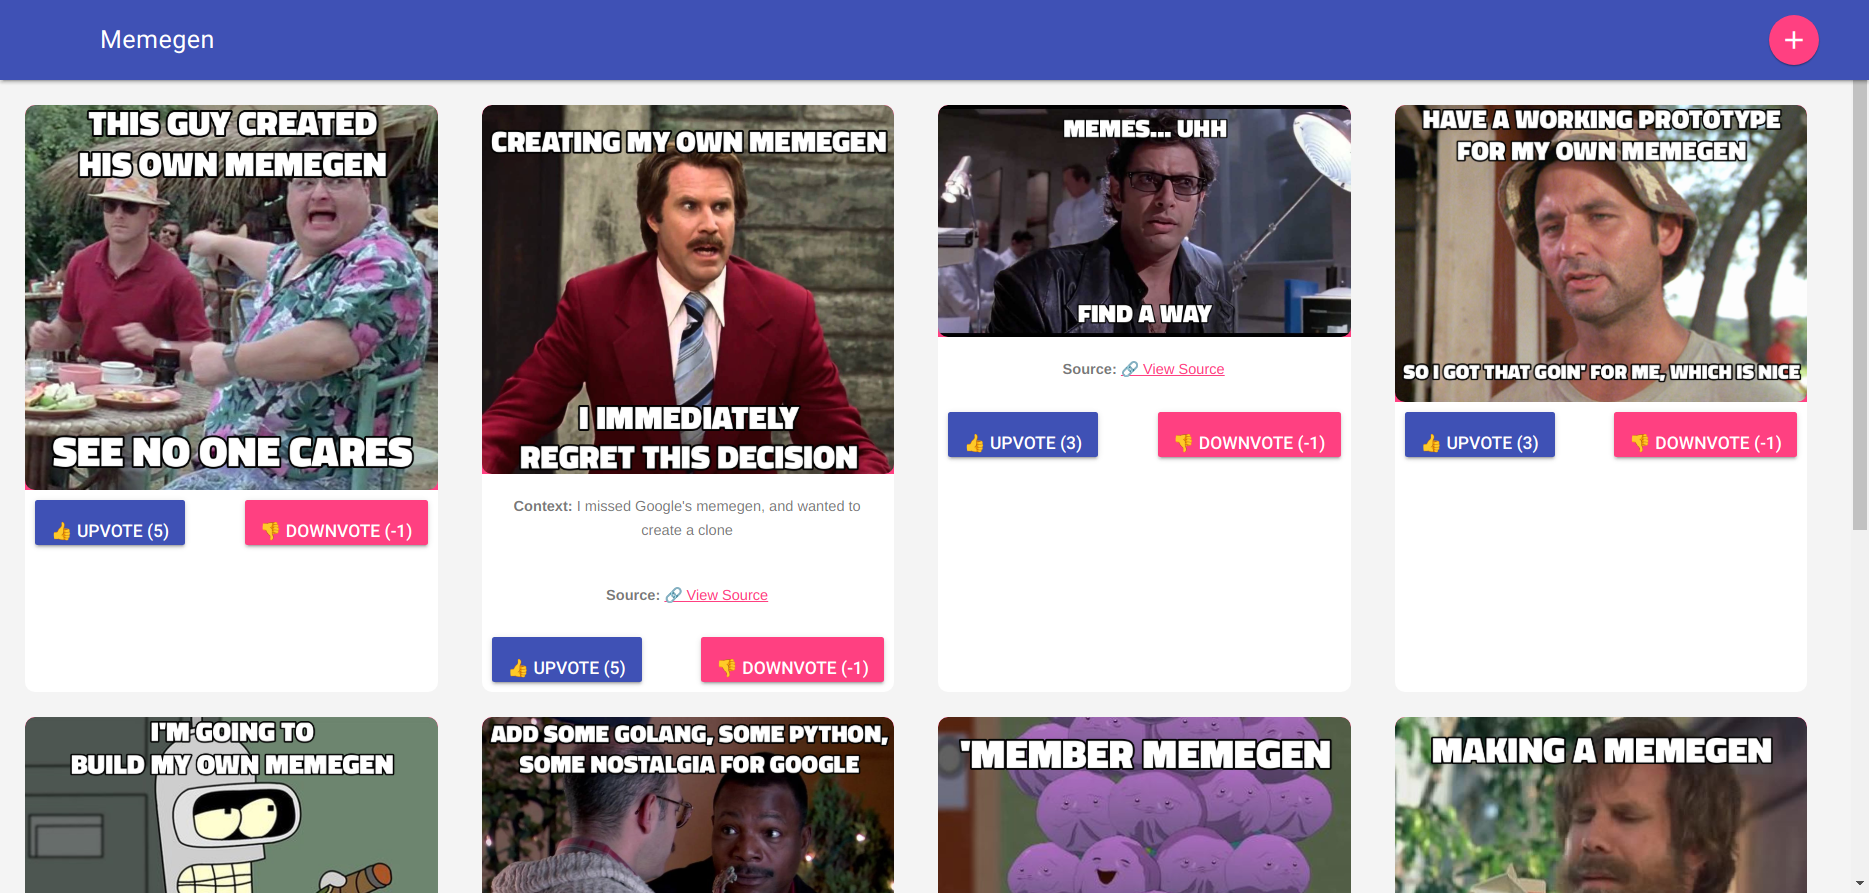 Memegen
+
THIS GUY CREATED
HIS OWN MEMEGEN
SEE NO ONE CARES
👍 UPVOTE (5)
👎 DOWNVOTE (-1)
CREATING MY OWN MEMEGEN
I IMMEDIATELY
REGRET THIS DECISION
Context: I missed Google's memegen, and wanted to
create a clone
Source: 🔗 View Source
👍 UPVOTE (5)
👎 DOWNVOTE (-1)
MEMES... UHH
FIND A WAY
Source: 🔗 View Source
👍 UPVOTE (3)
👎 DOWNVOTE (-1)
HAVE A WORKING PROTOTYPE
FOR MY OWN MEMEGEN
SO I GOT THAT GOIN' FOR ME, WHICH IS NICE
👍 UPVOTE (3)
👎 DOWNVOTE (-1)
I'M GOING TO
BUILD MY OWN MEMEGEN
ADD SOME GOLANG, SOME PYTHON,
SOME NOSTALGIA FOR GOOGLE
'MEMBER MEMEGEN
MAKING A MEMEGEN